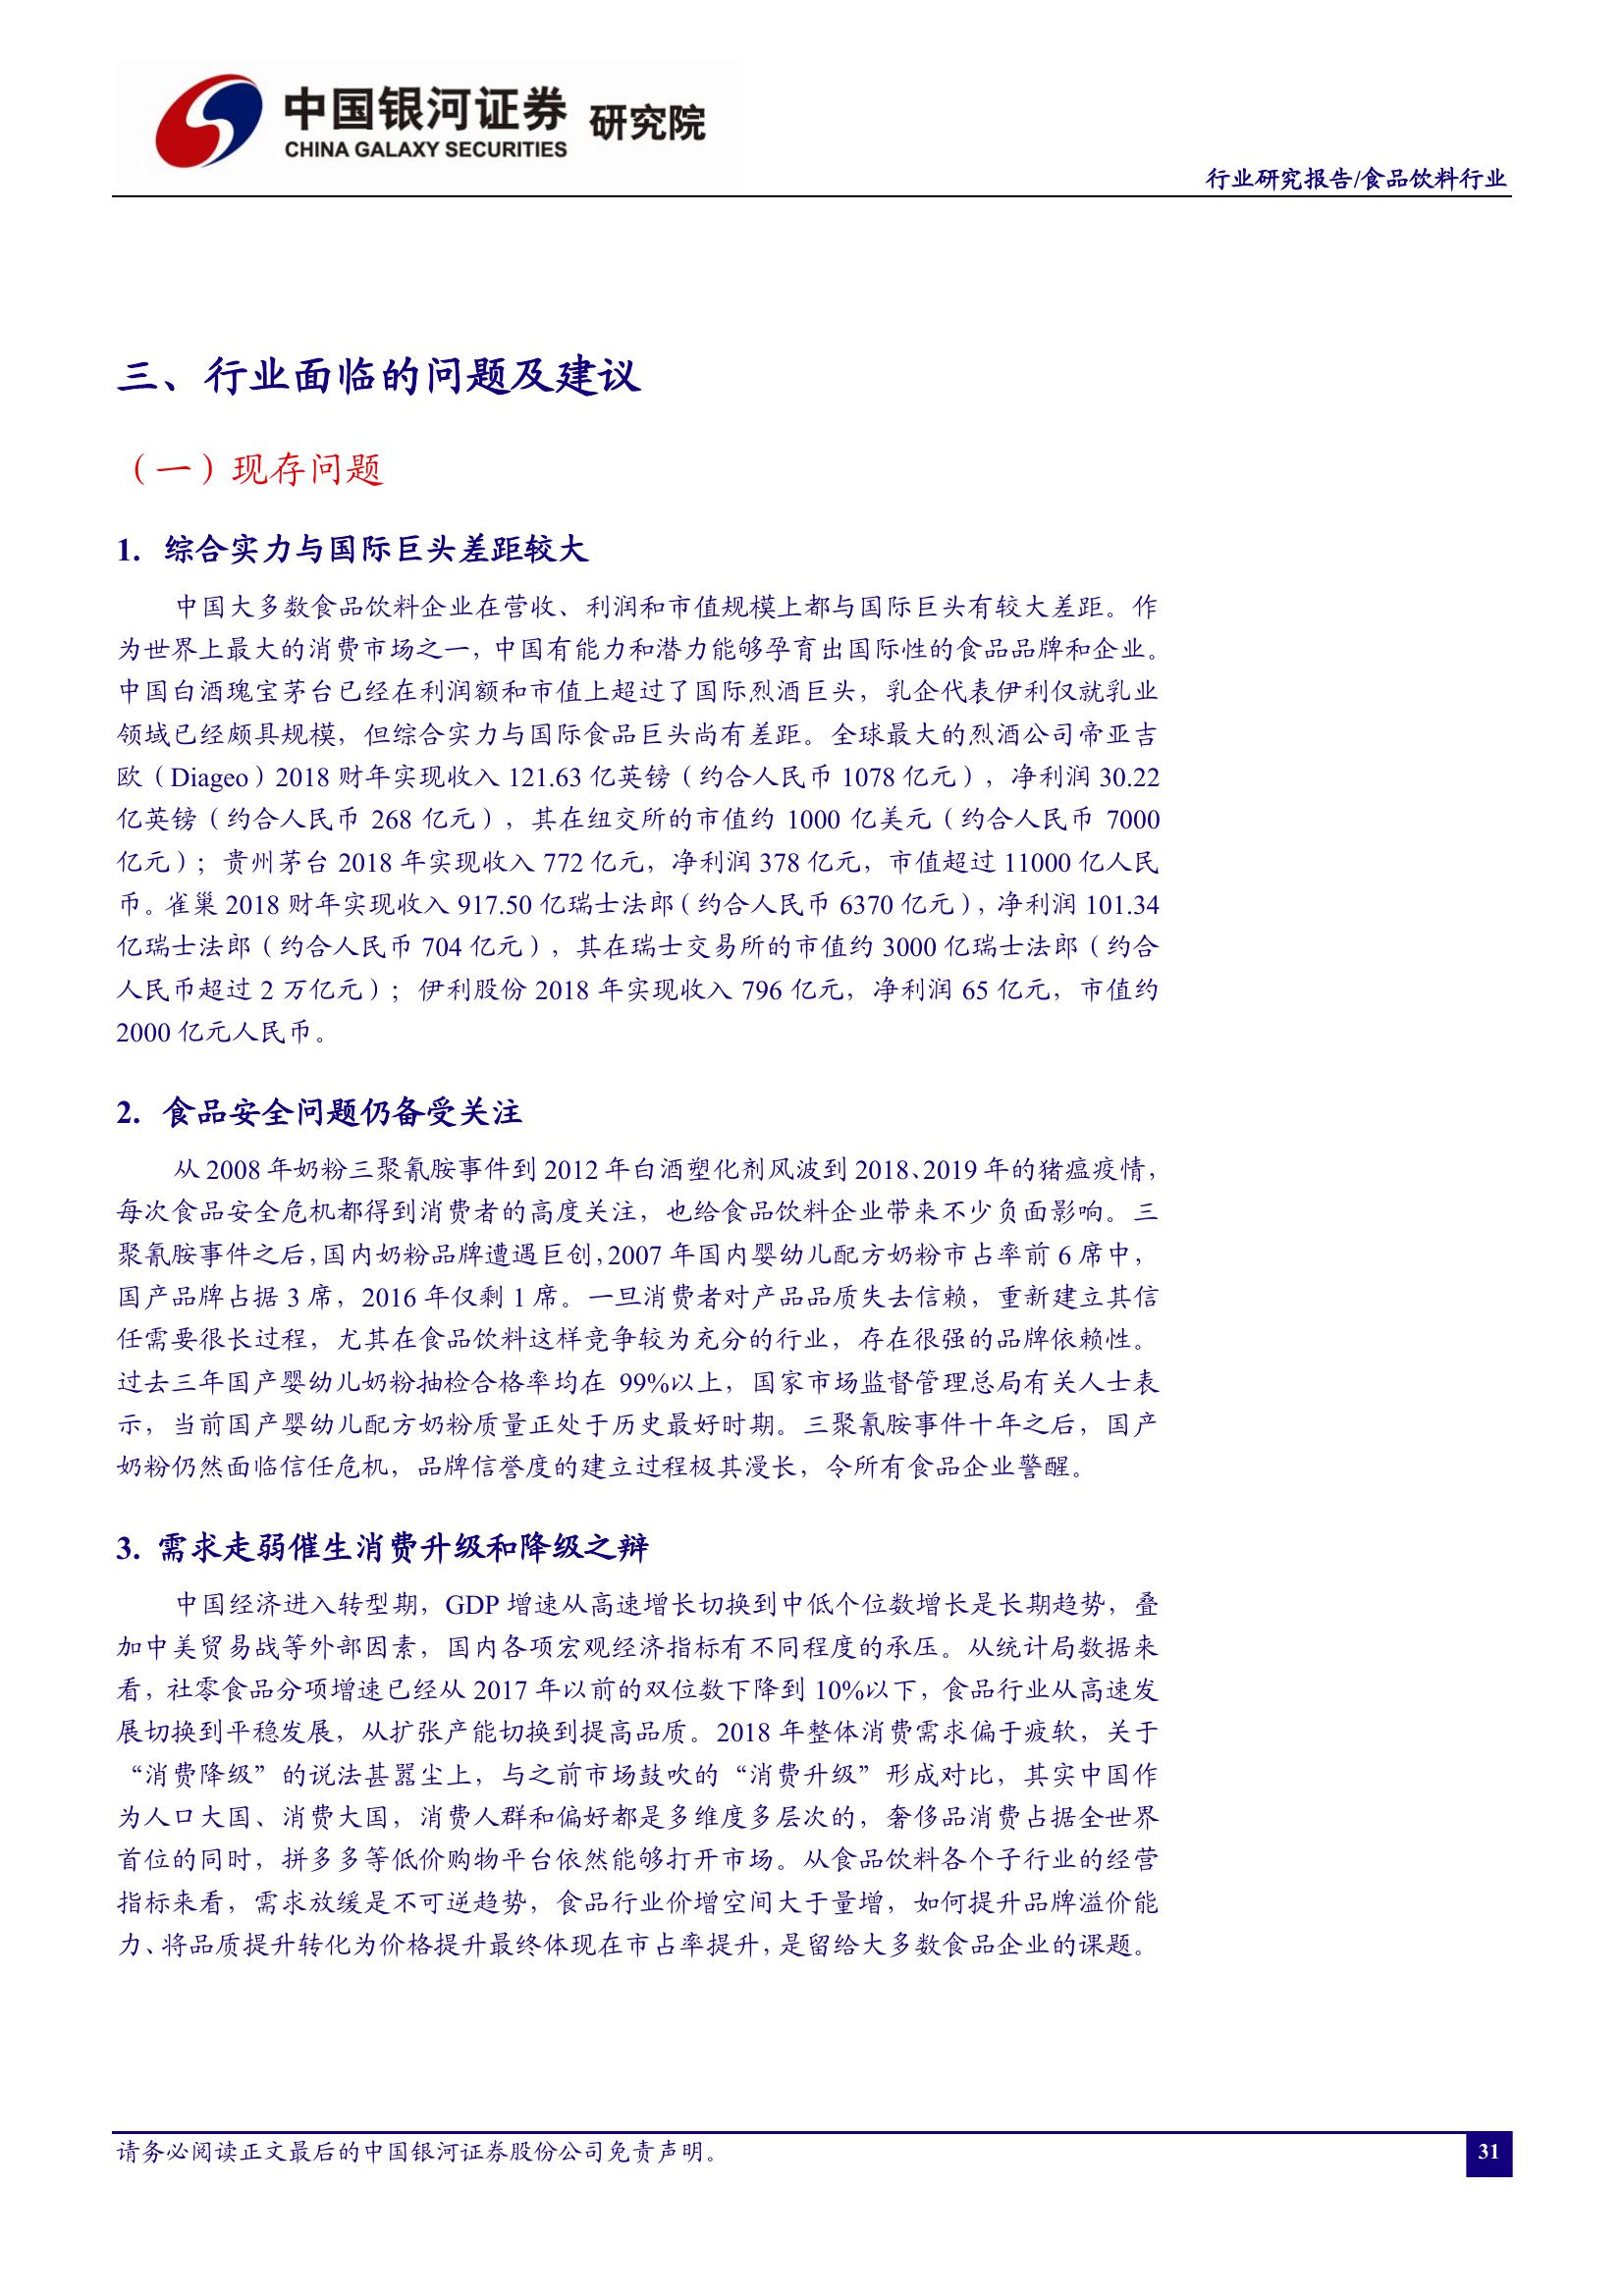 中国银河证券 研究院
CHINA GALAXY SECURITIES
行业研究报告/食品饮料行业
三、行业面临的问题及建议
（一）现存问题
1. 综合实力与国际巨头差距较大
中国大多数食品饮料企业在营收、利润和市值规模上都与国际巨头有较大差距。作
为世界上最大的消费市场之一，中国有能力和潜力能够孕育出国际性的食品品牌和企业。
中国白酒瑰宝茅台已经在利润额和市值上超过了国际烈酒巨头，乳企代表伊利仅就乳业
领域已经颇具规模，但综合实力与国际食品巨头尚有差距。全球最大的烈酒公司帝亚吉
欧（Diageo）2018 财年实现收入 121.63 亿英镑（约合人民币 1078 亿元），净利润 30.22
亿英镑（约合人民币 268 亿元），其在纽交所的市值约 1000 亿美元（约合人民币 7000
亿元）；贵州茅台 2018 年实现收入 772 亿元，净利润 378 亿元，市值超过 11000 亿人民
币。雀巢 2018 财年实现收入 917.50 亿瑞士法郎（约合人民币 6370 亿元），净利润 101.34
亿瑞士法郎（约合人民币 704 亿元），其在瑞士交易所的市值约 3000 亿瑞士法郎（约合
人民币超过 2 万亿元）；伊利股份 2018 年实现收入 796 亿元，净利润 65 亿元，市值约
2000 亿元人民币。
2. 食品安全问题仍备受关注
从 2008 年奶粉三聚氰胺事件到 2012 年白酒塑化剂风波到 2018、2019 年的猪瘟疫情，
每次食品安全危机都得到消费者的高度关注，也给食品饮料企业带来不少负面影响。三
聚氰胺事件之后，国内奶粉品牌遭遇巨创，2007 年国内婴幼儿配方奶粉市占率前 6 席中，
国产品牌占据 3 席，2016 年仅剩 1 席。一旦消费者对产品品质失去信赖，重新建立其信
任需要很长过程，尤其在食品饮料这样竞争较为充分的行业，存在很强的品牌依赖性。
过去三年国产婴幼儿奶粉抽检合格率均在 99%以上，国家市场监督管理总局有关人士表
示，当前国产婴幼儿配方奶粉质量正处于历史最好时期。三聚氰胺事件十年之后，国产
奶粉仍然面临信任危机，品牌信誉度的建立过程极其漫长，令所有食品企业警醒。
3. 需求走弱催生消费升级和降级之辩
中国经济进入转型期，GDP 增速从高速增长切换到中低个位数增长是长期趋势，叠
加中美贸易战等外部因素，国内各项宏观经济指标有不同程度的承压。从统计局数据来
看，社零食品分项增速已经从 2017 年以前的双位数下降到 10%以下，食品行业从高速发
展切换到平稳发展，从扩张产能切换到提高品质。2018 年整体消费需求偏于疲软，关于
“消费降级”的说法甚嚣尘上，与之前市场鼓吹的“消费升级”形成对比，其实中国作
为人口大国、消费大国，消费人群和偏好都是多维度多层次的，奢侈品消费占据全世界
首位的同时，拼多多等低价购物平台依然能够打开市场。从食品饮料各个子行业的经营
指标来看，需求放缓是不可逆趋势，食品行业价增空间大于量增，如何提升品牌溢价能
力、将品质提升转化为价格提升最终体现在市占率提升，是留给大多数食品企业的课题。
请务必阅读正文最后的中国银河证券股份公司免责声明。
31